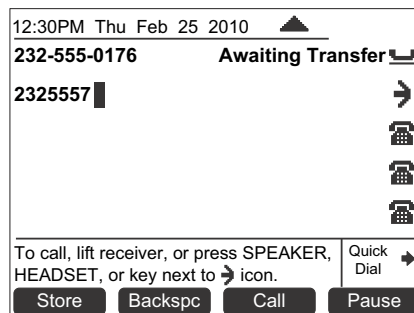 12:30PM Thu Feb 25 2010
232-555-0176 Awaiting Transfer
2325557
To call, lift receiver, or press SPEAKER,
HEADSET, or key next to icon.
Quick
Dial
Store Backspc Call Pause